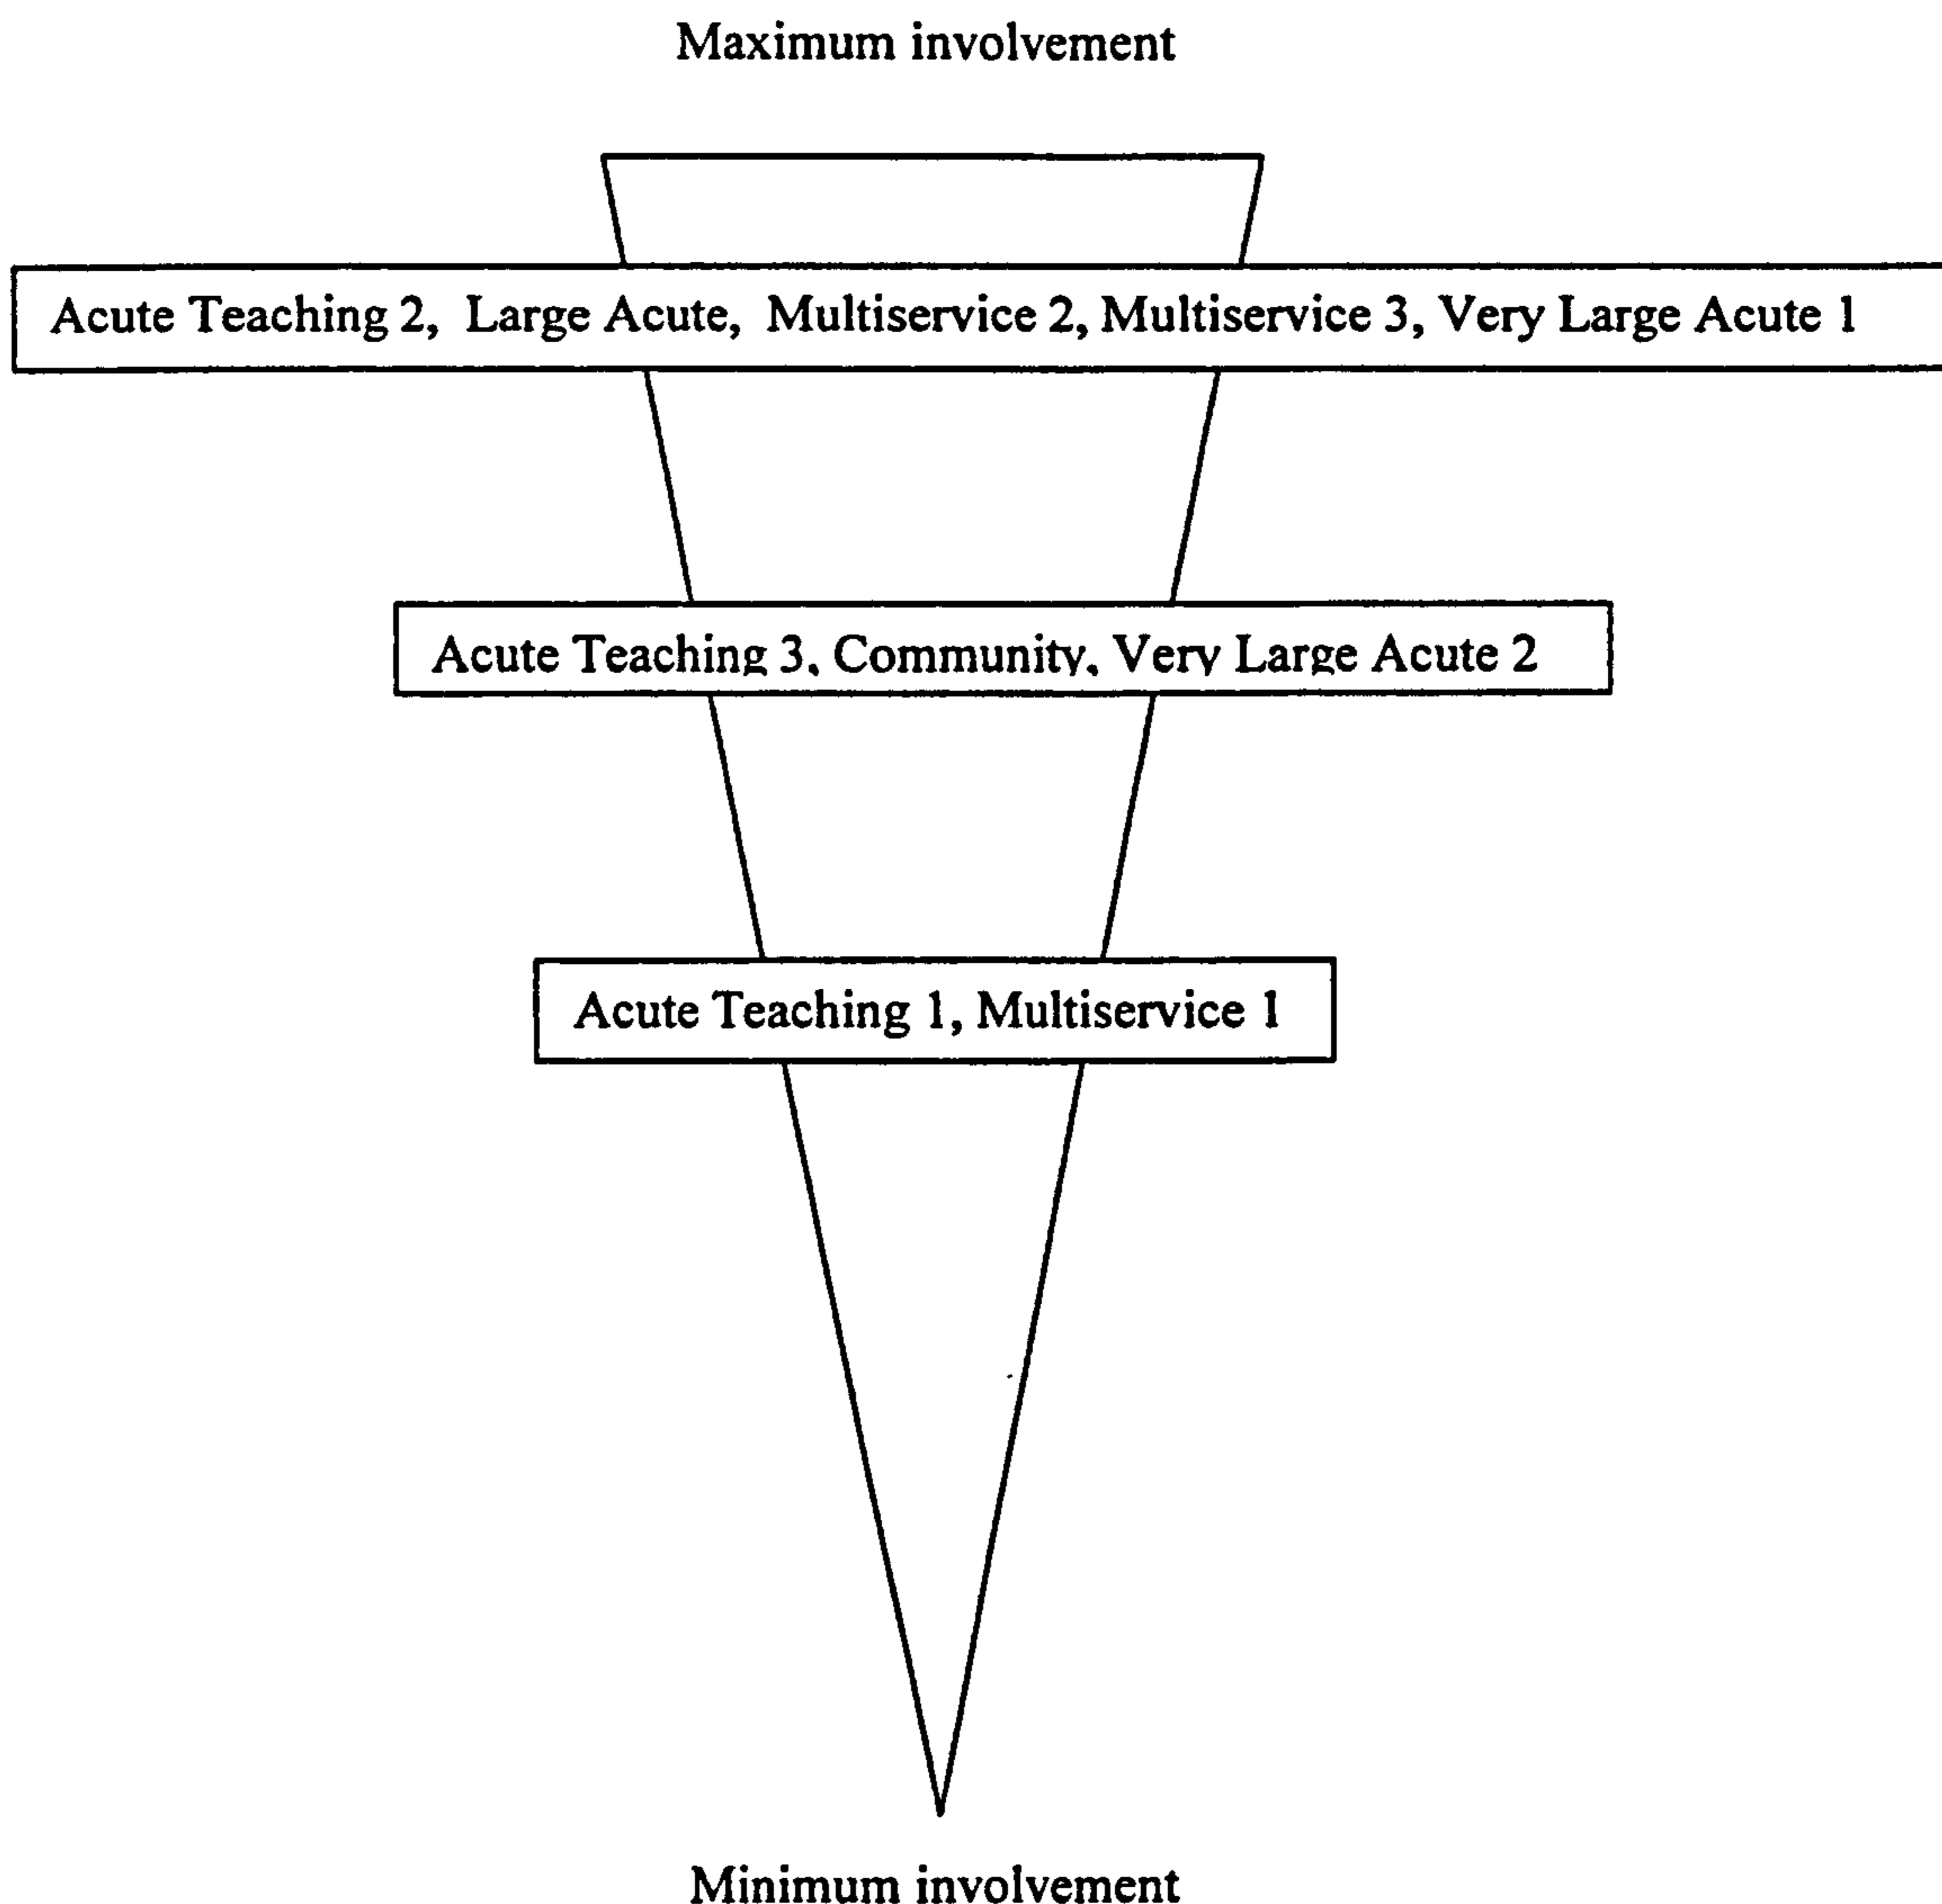 Maximum involvement
Acute Teaching 2, Large Acute, Multiservice 2, Multiservice 3, Very Large Acute 1
Acute Teaching 3, Community, Very Large Acute 2
Acute Teaching 1, Multiservice 1
Minimum involvement